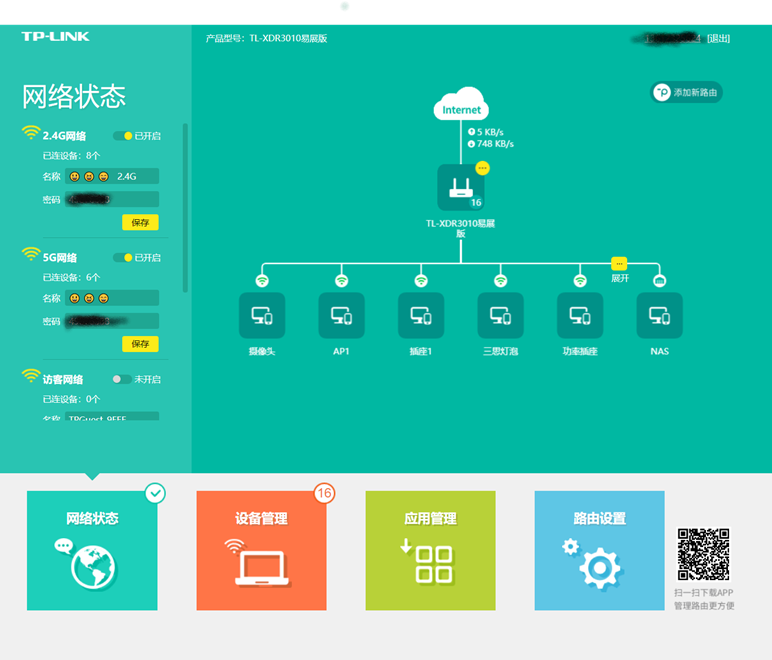 TP-LINK
产品型号：TL-XDR3010易展版
[退出]
网络状态
添加新路由
2.4G网络
已开启
已连设备：8个
名称
2.4G
密码
保存
5G网络
已开启
已连设备：6个
名称
密码
保存
访客网络
未开启
已连设备：0个
名称
TPGuest_9FFF
Internet
5 KB/s
748 KB/s
16
TL-XDR3010易展
版
展开
摄像头
AP1
插座1
三思灯泡
功率插座
NAS
网络状态
16
设备管理
应用管理
路由设置
扫一扫下载APP
管理路由更方便